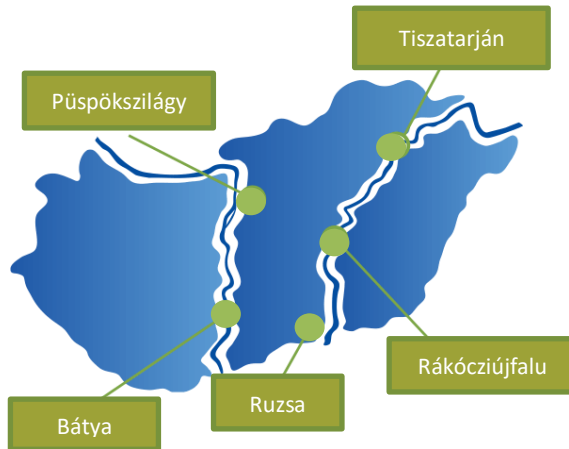 Tiszatarján
Püspökszilágy
Rákócziújfalu
Ruzsa
Bátya